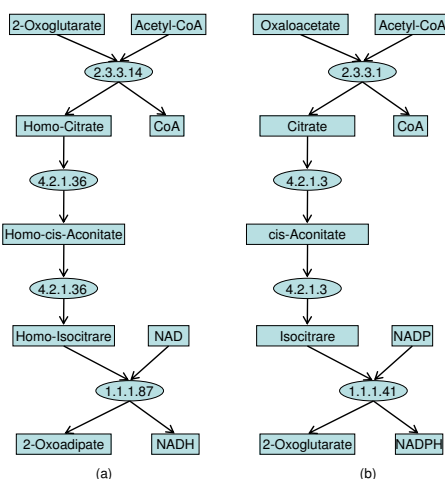 2-Oxoglutarate Acetyl-CoA
2.3.3.14
Homo-Citrate CoA
4.2.1.36
Homo-cis-Aconitate
4.2.1.36
Homo-Isocitrare NAD
1.1.1.87
2-Oxoadipate NADH
(a)
Oxaloacetate Acetyl-CoA
2.3.3.1
Citrate CoA
4.2.1.3
cis-Aconitate
4.2.1.3
Isocitrare NADP
1.1.1.41
2-Oxoglutarate NADPH
(b)